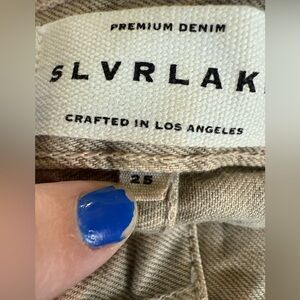 PREMIUM DENIM
SLVRLAK
CRAFTED IN LOS ANGELES
25